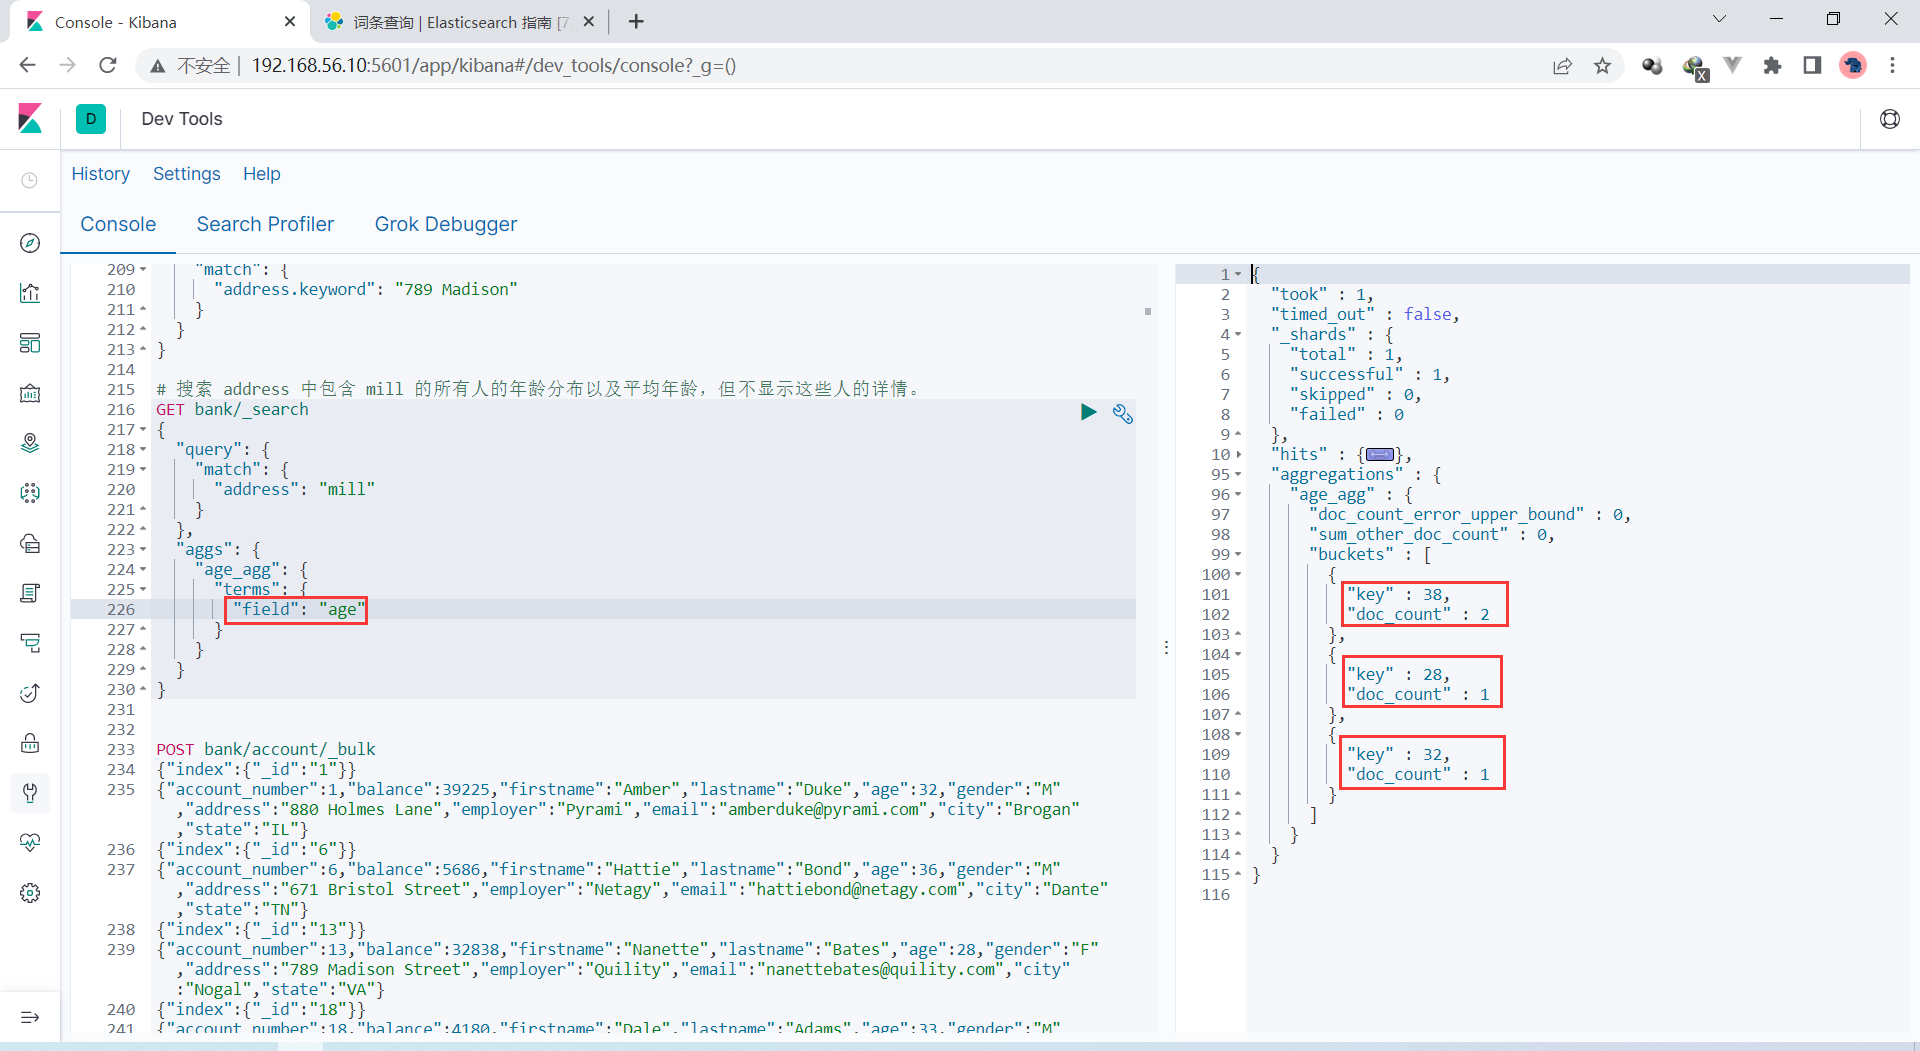 Console - Kibana
词条查询 | Elasticsearch 指南 [7
不安全 | 192.168.56.10:5601/app/kibana#/dev_tools/console?_g=()
X
D
Dev Tools
History Settings Help
Console Search Profiler Grok Debugger
209 "match": {
210 "address.keyword": "789 Madison"
211 }
212 }
213 }
214
215 # 搜索 address 中包含 mill 的所有人的年龄分布以及平均年龄，但不显示这些人的详情。
216 GET bank/_search
217 {
218 "query": {
219 "match": {
220 "address": "mill"
221 }
222 },
223 "aggs": {
224 "age_agg": {
225 "terms": {
226 "field": "age"
227 }
228 }
229 }
230 }
231
232
233 POST bank/account/_bulk
234 {"index":{"_id":"1"}}
235 {"account_number":1,"balance":39225,"firstname":"Amber","lastname":"Duke","age":32,"gender":"M"
,"address":"880 Holmes Lane","employer":"Pyrami","email":"amberduke@pyrami.com","city":"Brogan"
,"state":"IL"}
236 {"index":{"_id":"6"}}
237 {"account_number":6,"balance":5686,"firstname":"Hattie","lastname":"Bond","age":36,"gender":"M"
,"address":"671 Bristol Street","employer":"Netagy","email":"hattiebond@netagy.com","city":"Dante"
,"state":"TN"}
238 {"index":{"_id":"13"}}
239 {"account_number":13,"balance":32838,"firstname":"Nanette","lastname":"Bates","age":28,"gender":"F"
,"address":"789 Madison Street","employer":"Quility","email":"nanettebates@quility.com","city"
:"Nogal","state":"VA"}
240 {"index":{"_id":"18"}}
241 {"account_number":18,"balance":4180,"firstname":"Dale","lastname":"Adams","age":33,"gender":"M"
1 {
2 "took" : 1,
3 "timed_out" : false,
4 "_shards" : {
5 "total" : 1,
6 "successful" : 1,
7 "skipped" : 0,
8 "failed" : 0
9 },
10 "hits" : {},
95 "aggregations" : {
96 "age_agg" : {
97 "doc_count_error_upper_bound" : 0,
98 "sum_other_doc_count" : 0,
99 "buckets" : [
100 {
101 "key" : 38,
102 "doc_count" : 2
103 },
104 {
105 "key" : 28,
106 "doc_count" : 1
107 },
108 {
109 "key" : 32,
110 "doc_count" : 1
111 }
112 ]
113 }
114 }
115 }
116